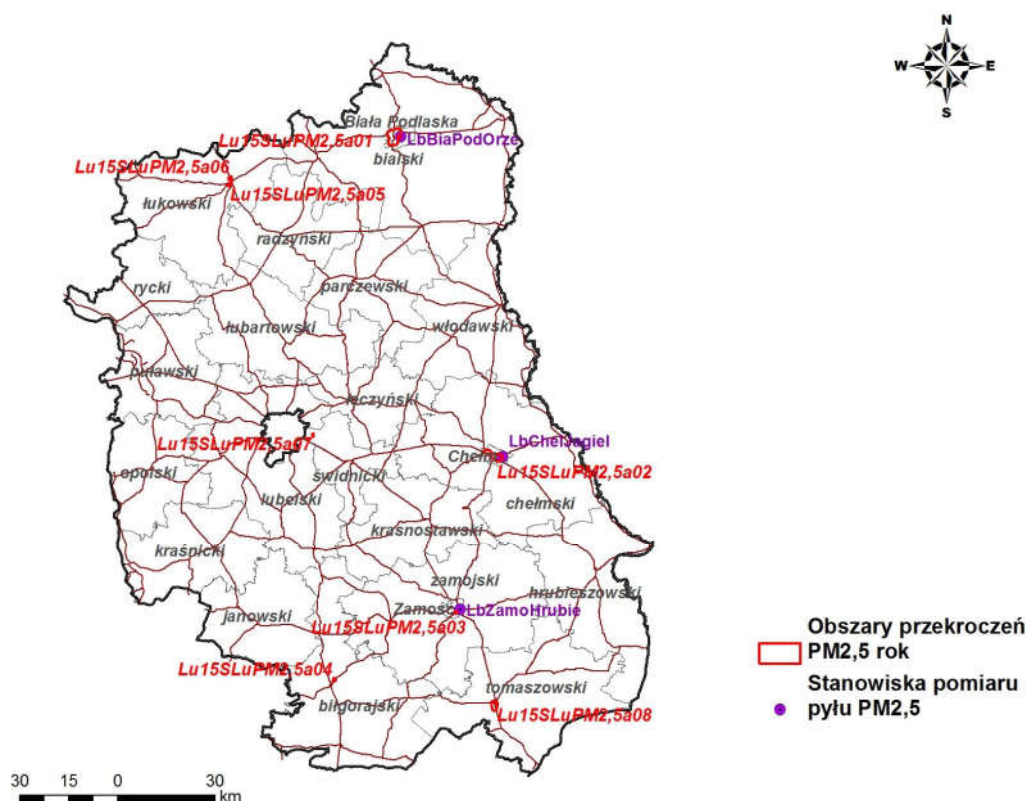 N
W E
S
Biała Podlaska
Lu15SLuPM2,5a01
LbBiaPodOrze
bialski
Lu15SLuPM2,5a06
Lu15SLuPM2,5a05
łukowski
radzyński
rycki
parczewski
lubartowski
włodawski
puławski
łęczyński
Lu15SLuPM2,5a07
LbChelJagiel
Chełm
Lu15SLuPM2,5a02
opolski
świdnicki
lubelski
chełmski
krasnostawski
kraśnicki
zamojski
hrubieszowski
janowski
Zamość
LbZamoHrubie
Lu15SLuPM2,5a03
Lu15SLuPM2,5a04
tomaszowski
biłgorajski
Lu15SLuPM2,5a08
Obszary przekroczeń
PM2,5 rok
Stanowiska pomiaru
pyłu PM2,5
30 15 0 30
km